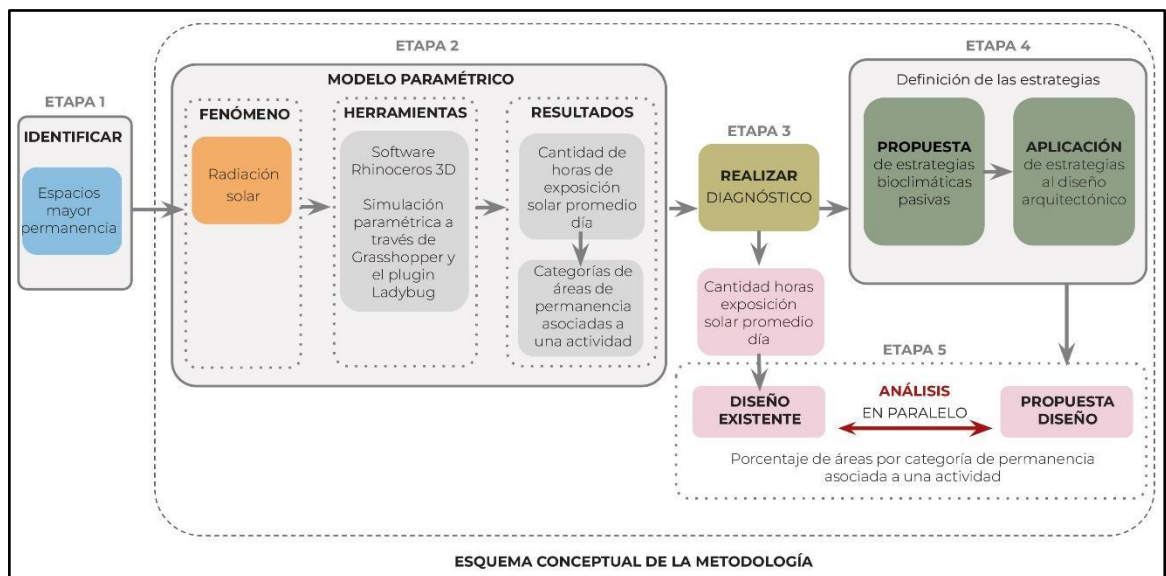 ETAPA 1
IDENTIFICAR
Espacios
mayor
permanencia
ETAPA 2
MODELO PARAMÉTRICO
FENÓMENO
Radiación
solar
HERRAMIENTAS
Software
Rhinoceros 3D
Simulación
paramétrica a
través de
Grasshopper y
el plugin
Ladybug
RESULTADOS
Cantidad de
horas de
exposición
solar promedio
día
Categorías de
áreas de
permanencia
asociadas a
una actividad
ETAPA 3
REALIZAR
DIAGNÓSTICO
Cantidad horas
exposición
solar promedio
día
ETAPA 4
Definición de las estrategias
PROPUESTA
de estrategias
bioclimáticas
pasivas
APLICACIÓN
de estrategias
al diseño
arquitectónico
ETAPA 5
DISEÑO
EXISTENTE
ANÁLISIS
EN PARALELO
PROPUESTA
DISEÑO
Porcentaje de áreas por categoría de permanencia
asociada a una actividad
ESQUEMA CONCEPTUAL DE LA METODOLOGÍA